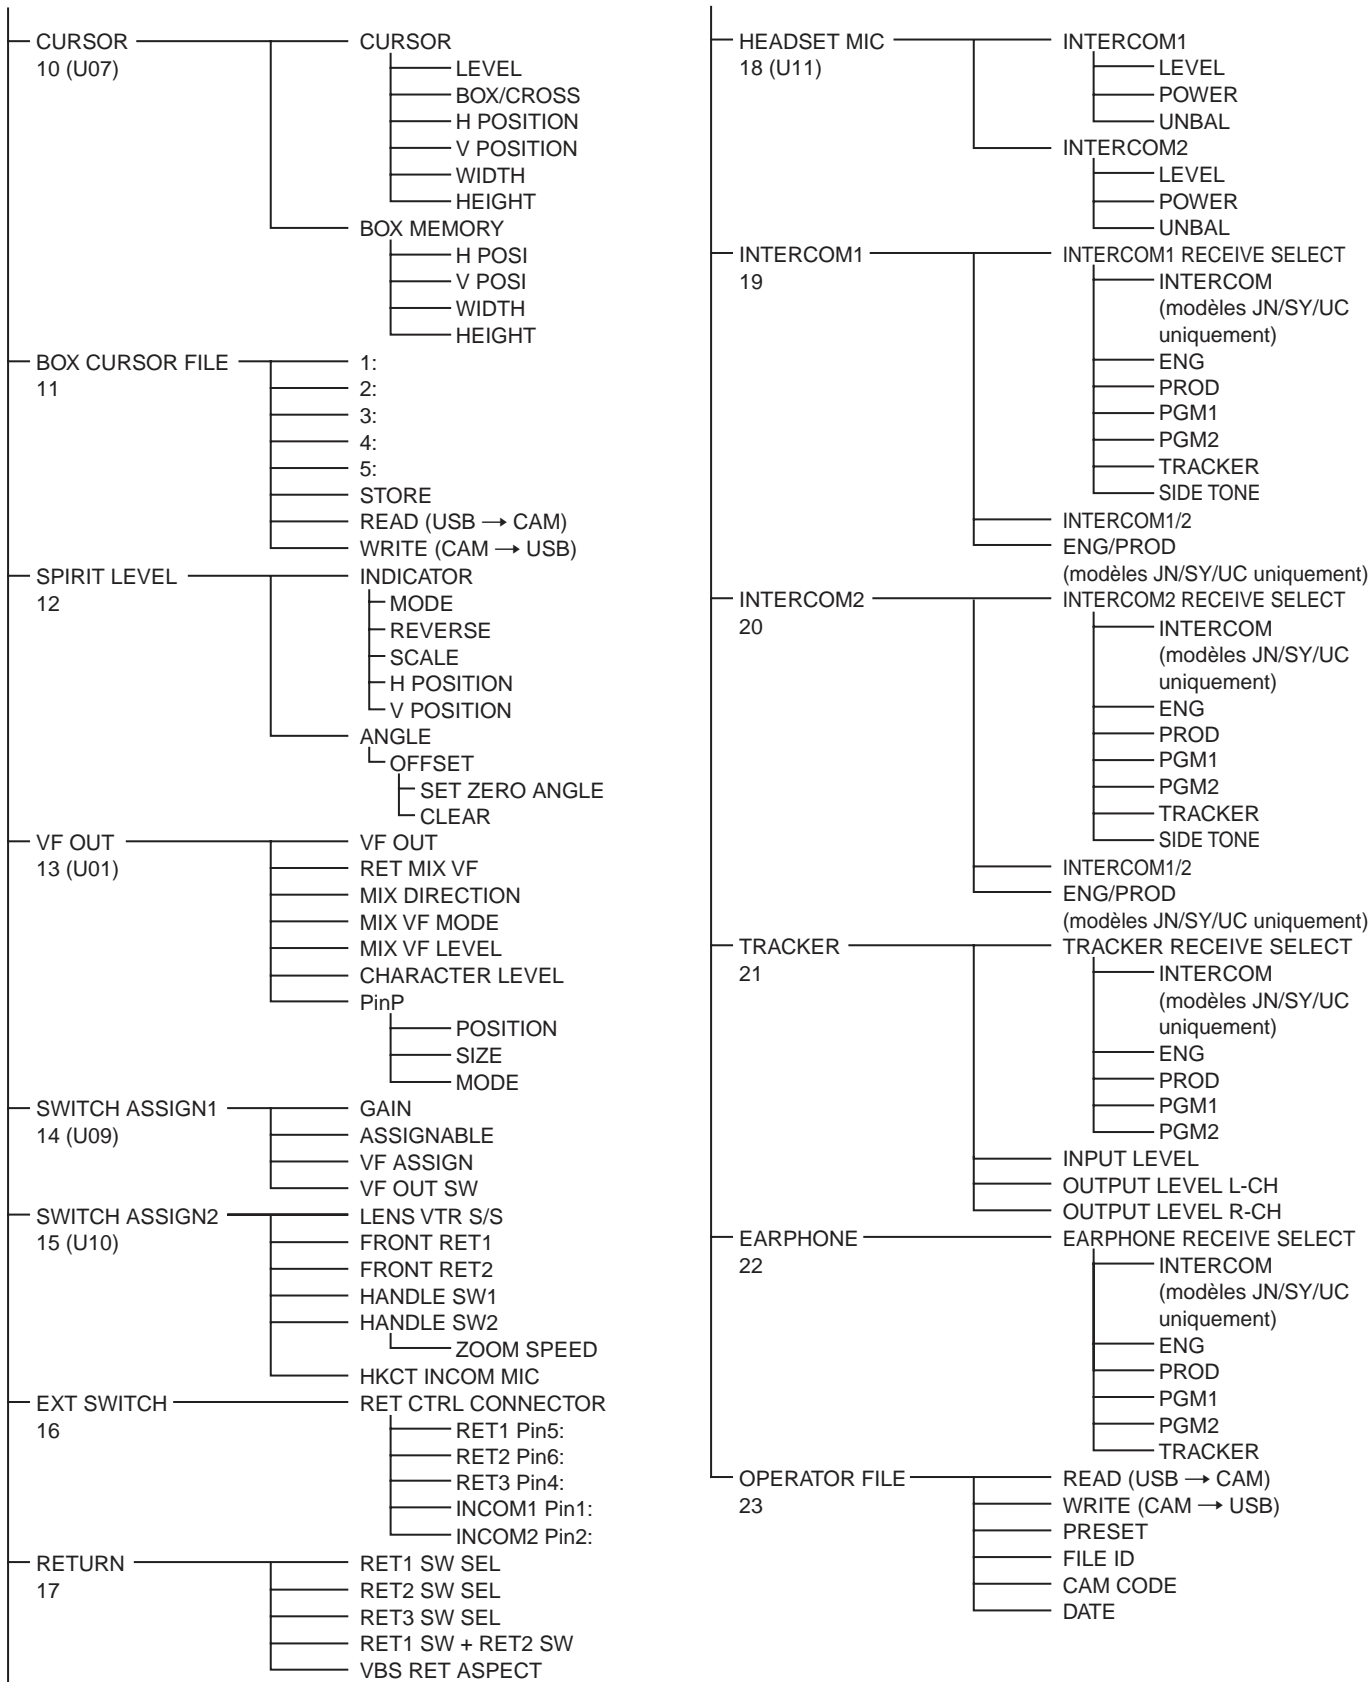 CURSOR
10 (U07)
CURSOR
LEVEL
BOX/CROSS
H POSITION
V POSITION
WIDTH
HEIGHT
BOX MEMORY
H POSI
V POSI
WIDTH
HEIGHT
BOX CURSOR FILE
11
1:
2:
3:
4:
5:
STORE
READ (USB → CAM)
WRITE (CAM → USB)
SPIRIT LEVEL
12
INDICATOR
MODE
REVERSE
SCALE
H POSITION
V POSITION
ANGLE
OFFSET
SET ZERO ANGLE
CLEAR
VF OUT
13 (U01)
VF OUT
RET MIX VF
MIX DIRECTION
MIX VF MODE
MIX VF LEVEL
CHARACTER LEVEL
PinP
POSITION
SIZE
MODE
SWITCH ASSIGN1
14 (U09)
GAIN
ASSIGNABLE
VF ASSIGN
VF OUT SW
SWITCH ASSIGN2
15 (U10)
LENS VTR S/S
FRONT RET1
FRONT RET2
HANDLE SW1
HANDLE SW2
ZOOM SPEED
HKCT INCOM MIC
EXT SWITCH
16
RET CTRL CONNECTOR
RET1 Pin5:
RET2 Pin6:
RET3 Pin4:
INCOM1 Pin1:
INCOM2 Pin2:
RETURN
17
RET1 SW SEL
RET2 SW SEL
RET3 SW SEL
RET1 SW + RET2 SW
VBS RET ASPECT
HEADSET MIC
18 (U11)
INTERCOM1
LEVEL
POWER
UNBAL
INTERCOM2
LEVEL
POWER
UNBAL
INTERCOM1
19
INTERCOM1 RECEIVE SELECT
INTERCOM
(modèles JN/SY/UC
uniquement)
ENG
PROD
PGM1
PGM2
TRACKER
SIDE TONE
INTERCOM1/2
ENG/PROD
(modèles JN/SY/UC uniquement)
INTERCOM2
20
INTERCOM2 RECEIVE SELECT
INTERCOM
(modèles JN/SY/UC
uniquement)
ENG
PROD
PGM1
PGM2
TRACKER
SIDE TONE
INTERCOM1/2
ENG/PROD
(modèles JN/SY/UC uniquement)
TRACKER
21
TRACKER RECEIVE SELECT
INTERCOM
(modèles JN/SY/UC
uniquement)
ENG
PROD
PGM1
PGM2
INPUT LEVEL
OUTPUT LEVEL L-CH
OUTPUT LEVEL R-CH
EARPHONE
22
EARPHONE RECEIVE SELECT
INTERCOM
(modèles JN/SY/UC
uniquement)
ENG
PROD
PGM1
PGM2
TRACKER
OPERATOR FILE
23
READ (USB → CAM)
WRITE (CAM → USB)
PRESET
FILE ID
CAM CODE
DATE